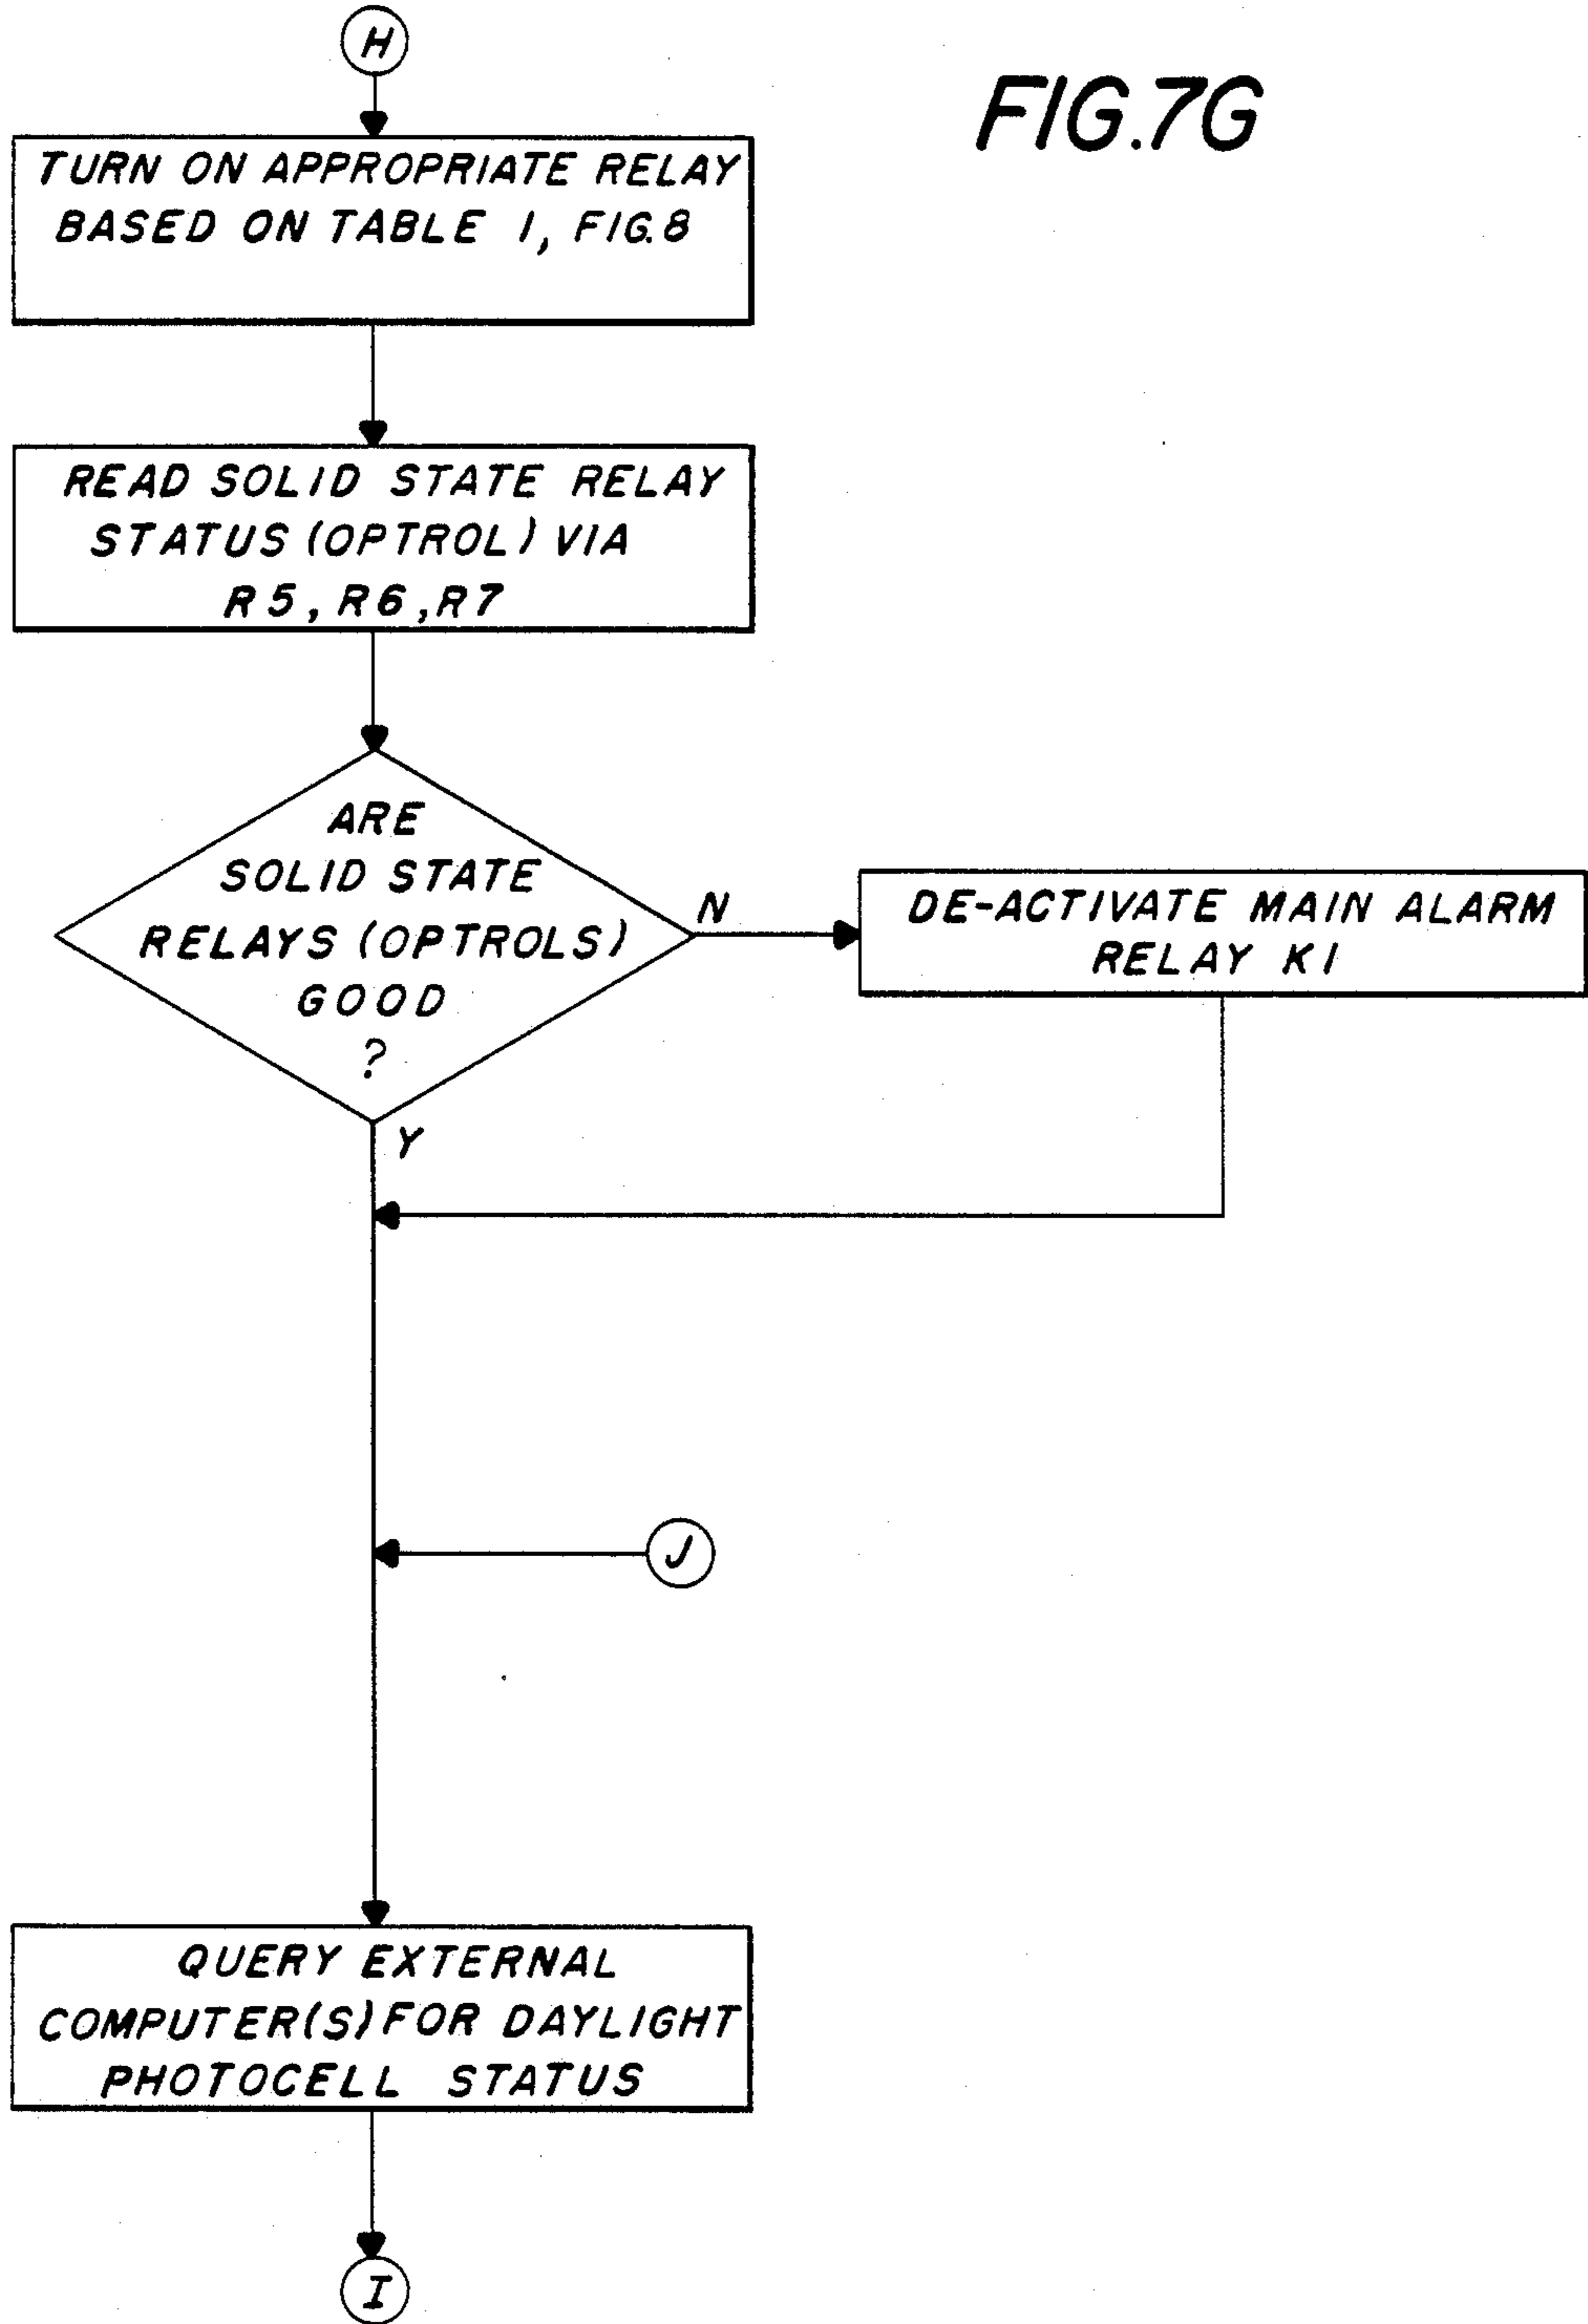 H
FIG.7G
TURN ON APPROPRIATE RELAY
BASED ON TABLE 1, FIG.8
READ SOLID STATE RELAY
STATUS (OPTROL) VIA
R5, R6, R7
ARE
SOLID STATE
RELAYS (OPTROLS)
GOOD
?
N
DE-ACTIVATE MAIN ALARM
RELAY K1
Y
J
QUERY EXTERNAL
COMPUTER(S) FOR DAYLIGHT
PHOTOCELL STATUS
I